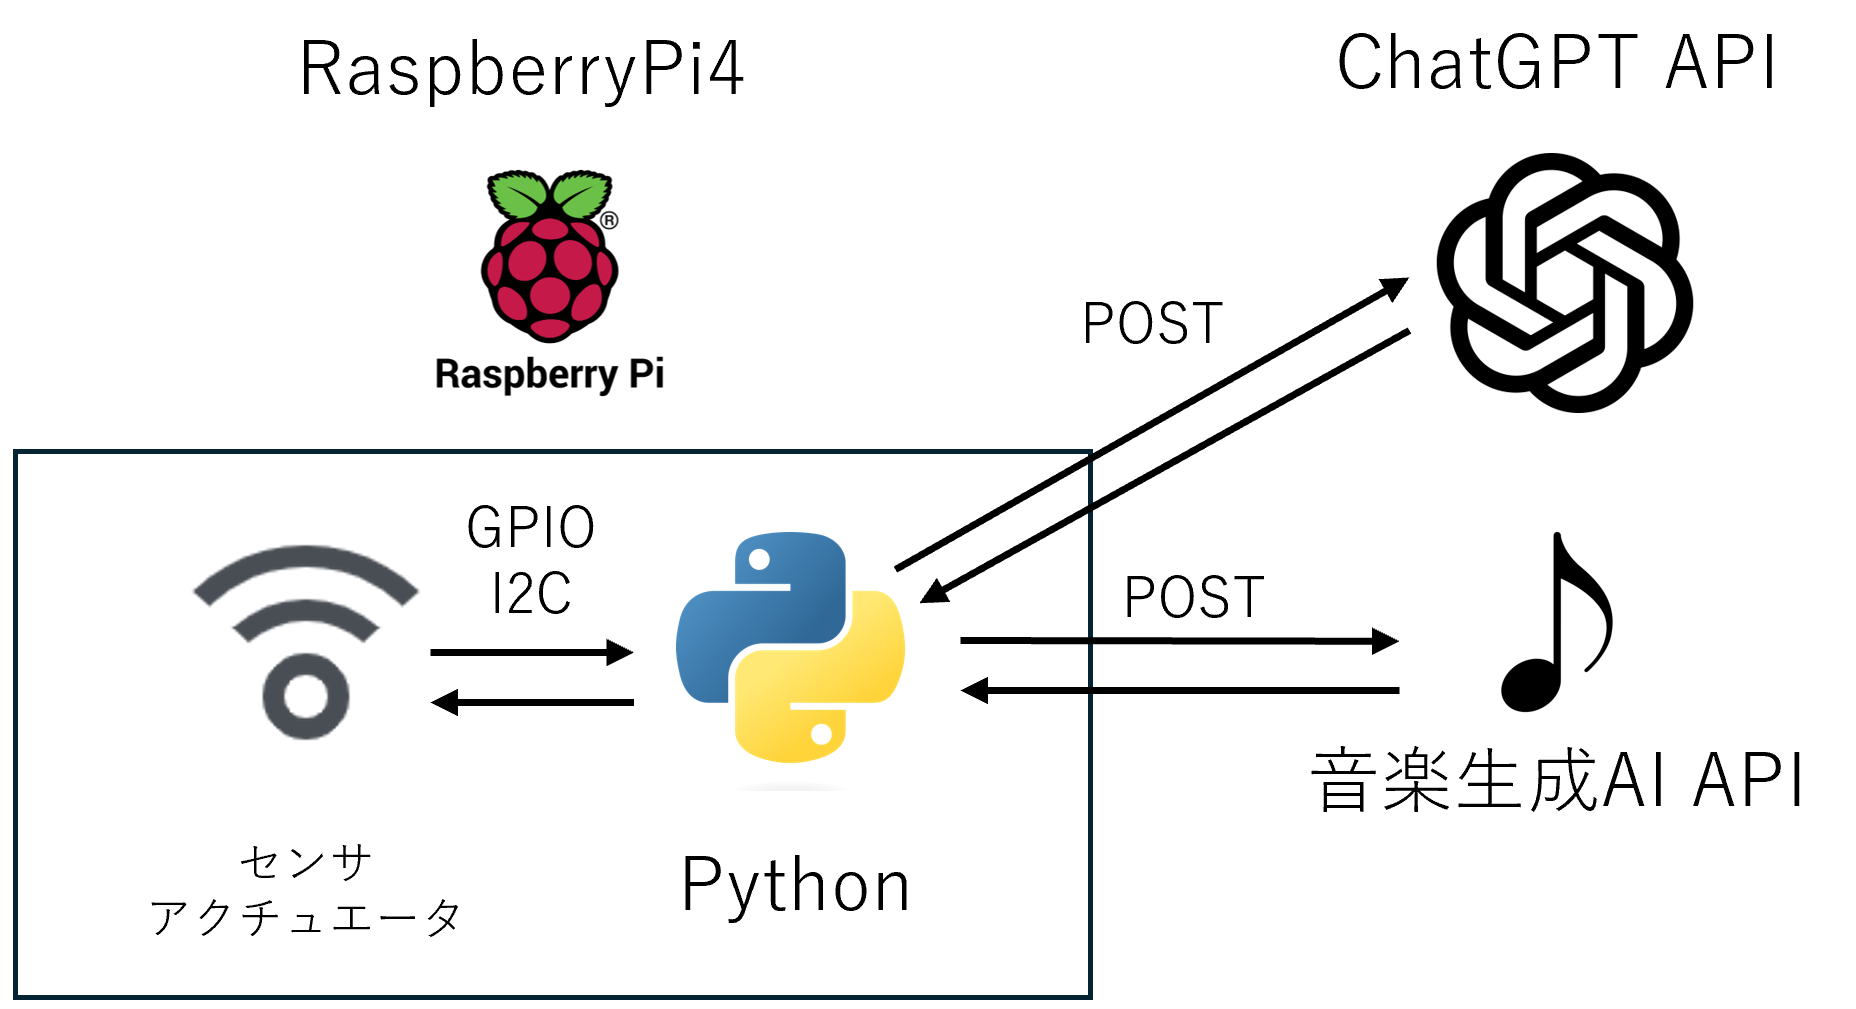 RaspberryPi4
ChatGPT API
®
Raspberry Pi
POST
GPIO
I2C
POST
音楽生成AI API
センサ
アクチュエータ
Python